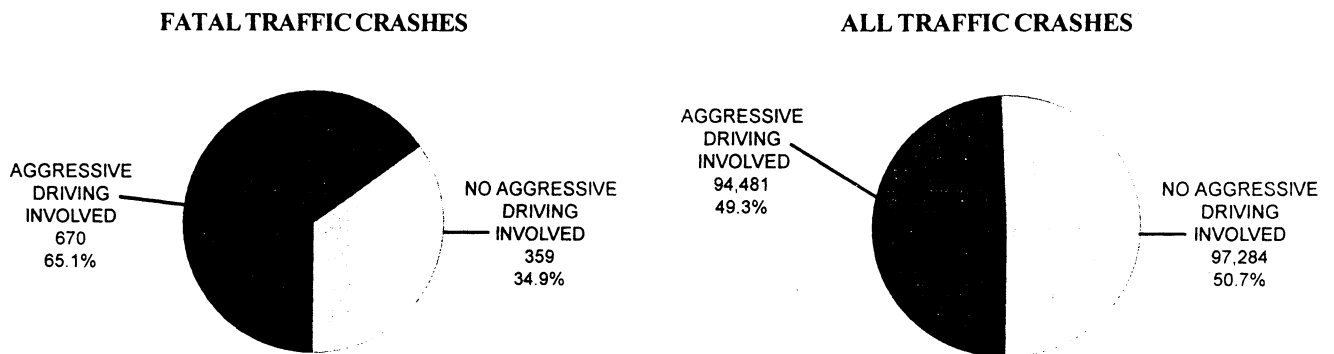 FATAL TRAFFIC CRASHES
AGGRESSIVE
DRIVING
INVOLVED
670
65.1%
NO AGGRESSIVE
DRIVING
INVOLVED
359
34.9%
ALL TRAFFIC CRASHES
AGGRESSIVE
DRIVING
INVOLVED
94,481
49.3%
NO AGGRESSIVE
DRIVING
INVOLVED
97,284
50.7%